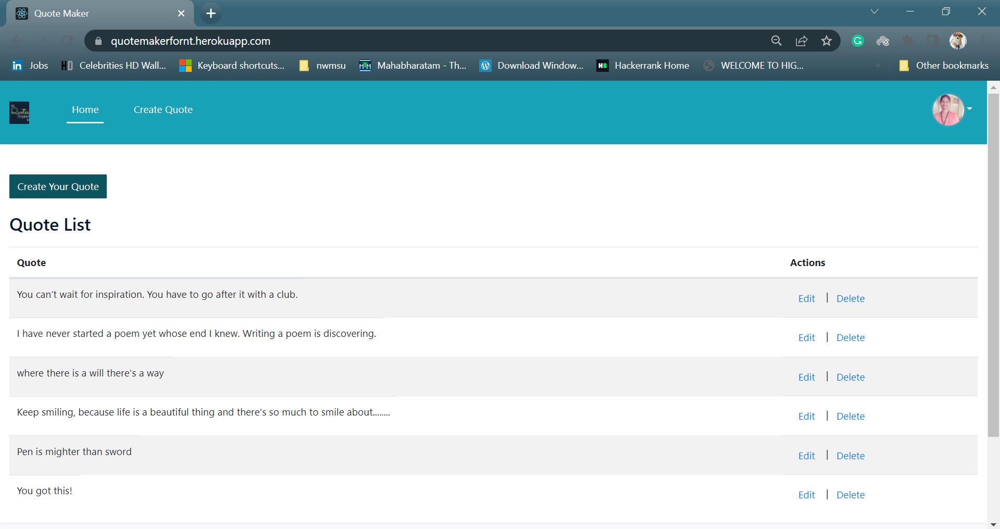 Quote Maker
quotemakerfornt.herokuapp.com
Jobs Celebrities HD Wall... Keyboard shortcuts... nwmsu Mahabharatam - Th... Download Window... Hackerrank Home WELCOME TO HIG... » Other bookmarks
Quotes maker Home Create Quote
Create Your Quote
Quote List
Quote Actions
You can’t wait for inspiration. You have to go after it with a club. Edit | Delete
I have never started a poem yet whose end I knew. Writing a poem is discovering. Edit | Delete
where there is a will there's a way Edit | Delete
Keep smiling, because life is a beautiful thing and there's so much to smile about........ Edit | Delete
Pen is mighter than sword Edit | Delete
You got this! Edit | Delete